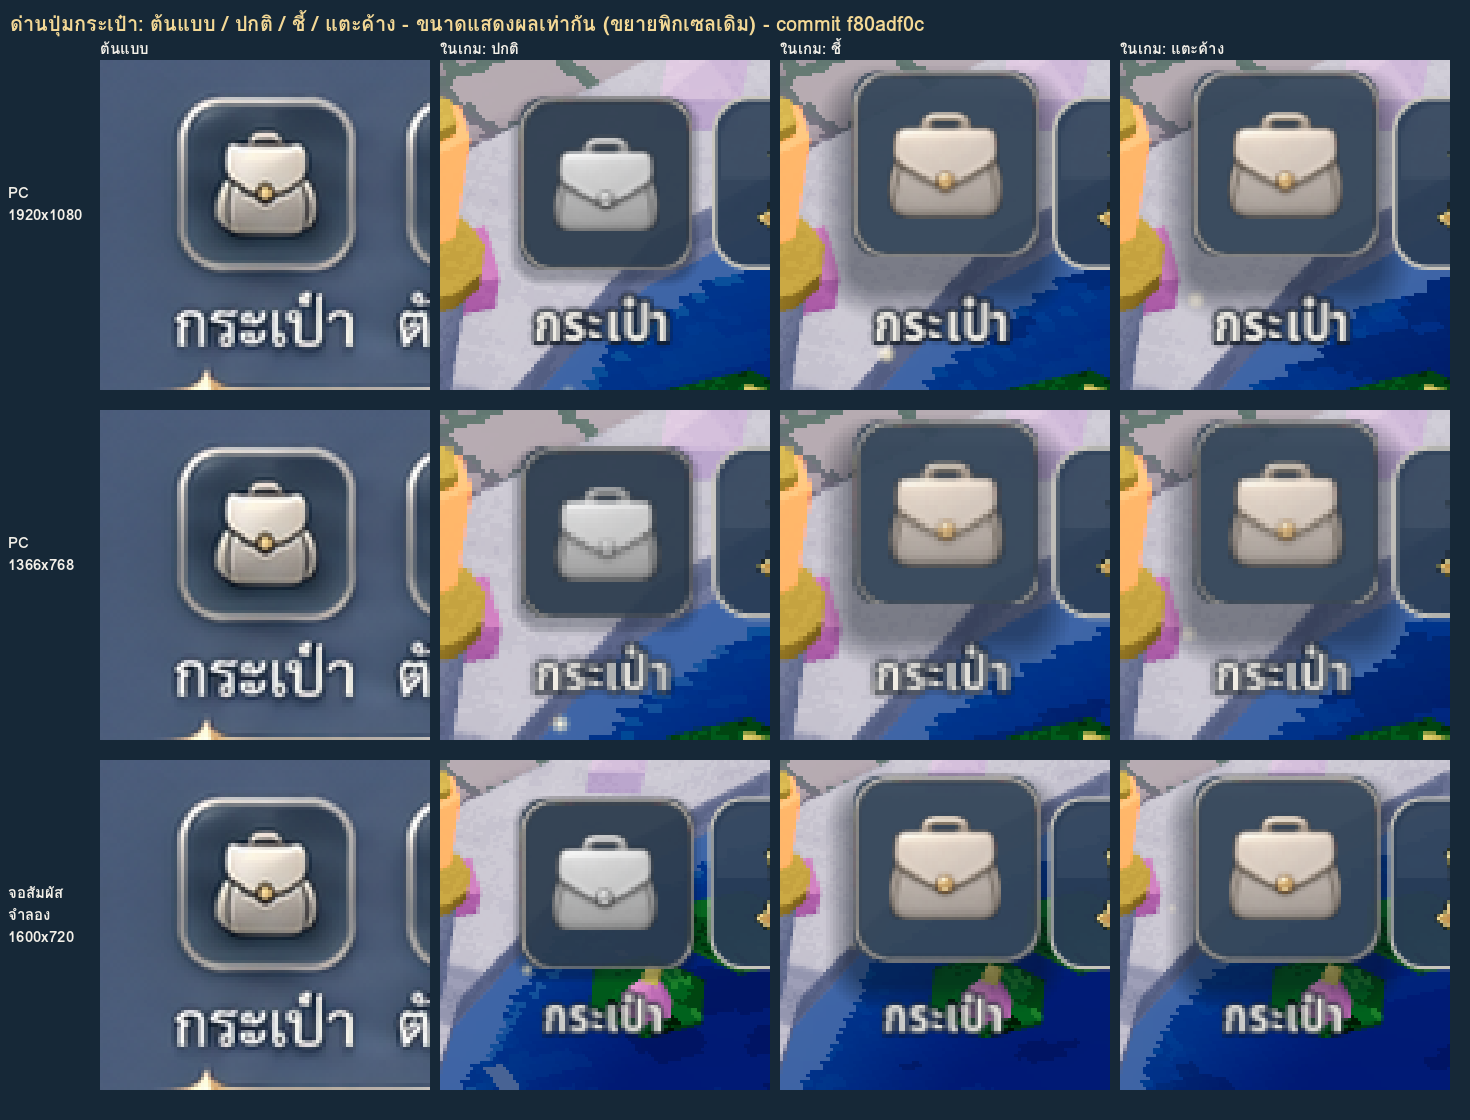 ด่านปุ่มกระเป๋า: ต้นแบบ / ปกติ / ชี้ / แตะค้าง - ขนาดแสดงผลเท่ากัน (ขยายพิกเซลเดิม) - commit f80adf0c
ต้นแบบ ในเกม: ปกติ ในเกม: ชี้ ในเกม: แตะค้าง
PC
1920x1080
กระเป๋า ต้ กระเป๋า กระเป๋า กระเป๋า
PC
1366x768
กระเป๋า ต้ กระเป๋า กระเป๋า กระเป๋า
จอสัมผัส
จำลอง
1600x720
กระเป๋า ต้ กระเป๋า กระเป๋า กระเป๋า